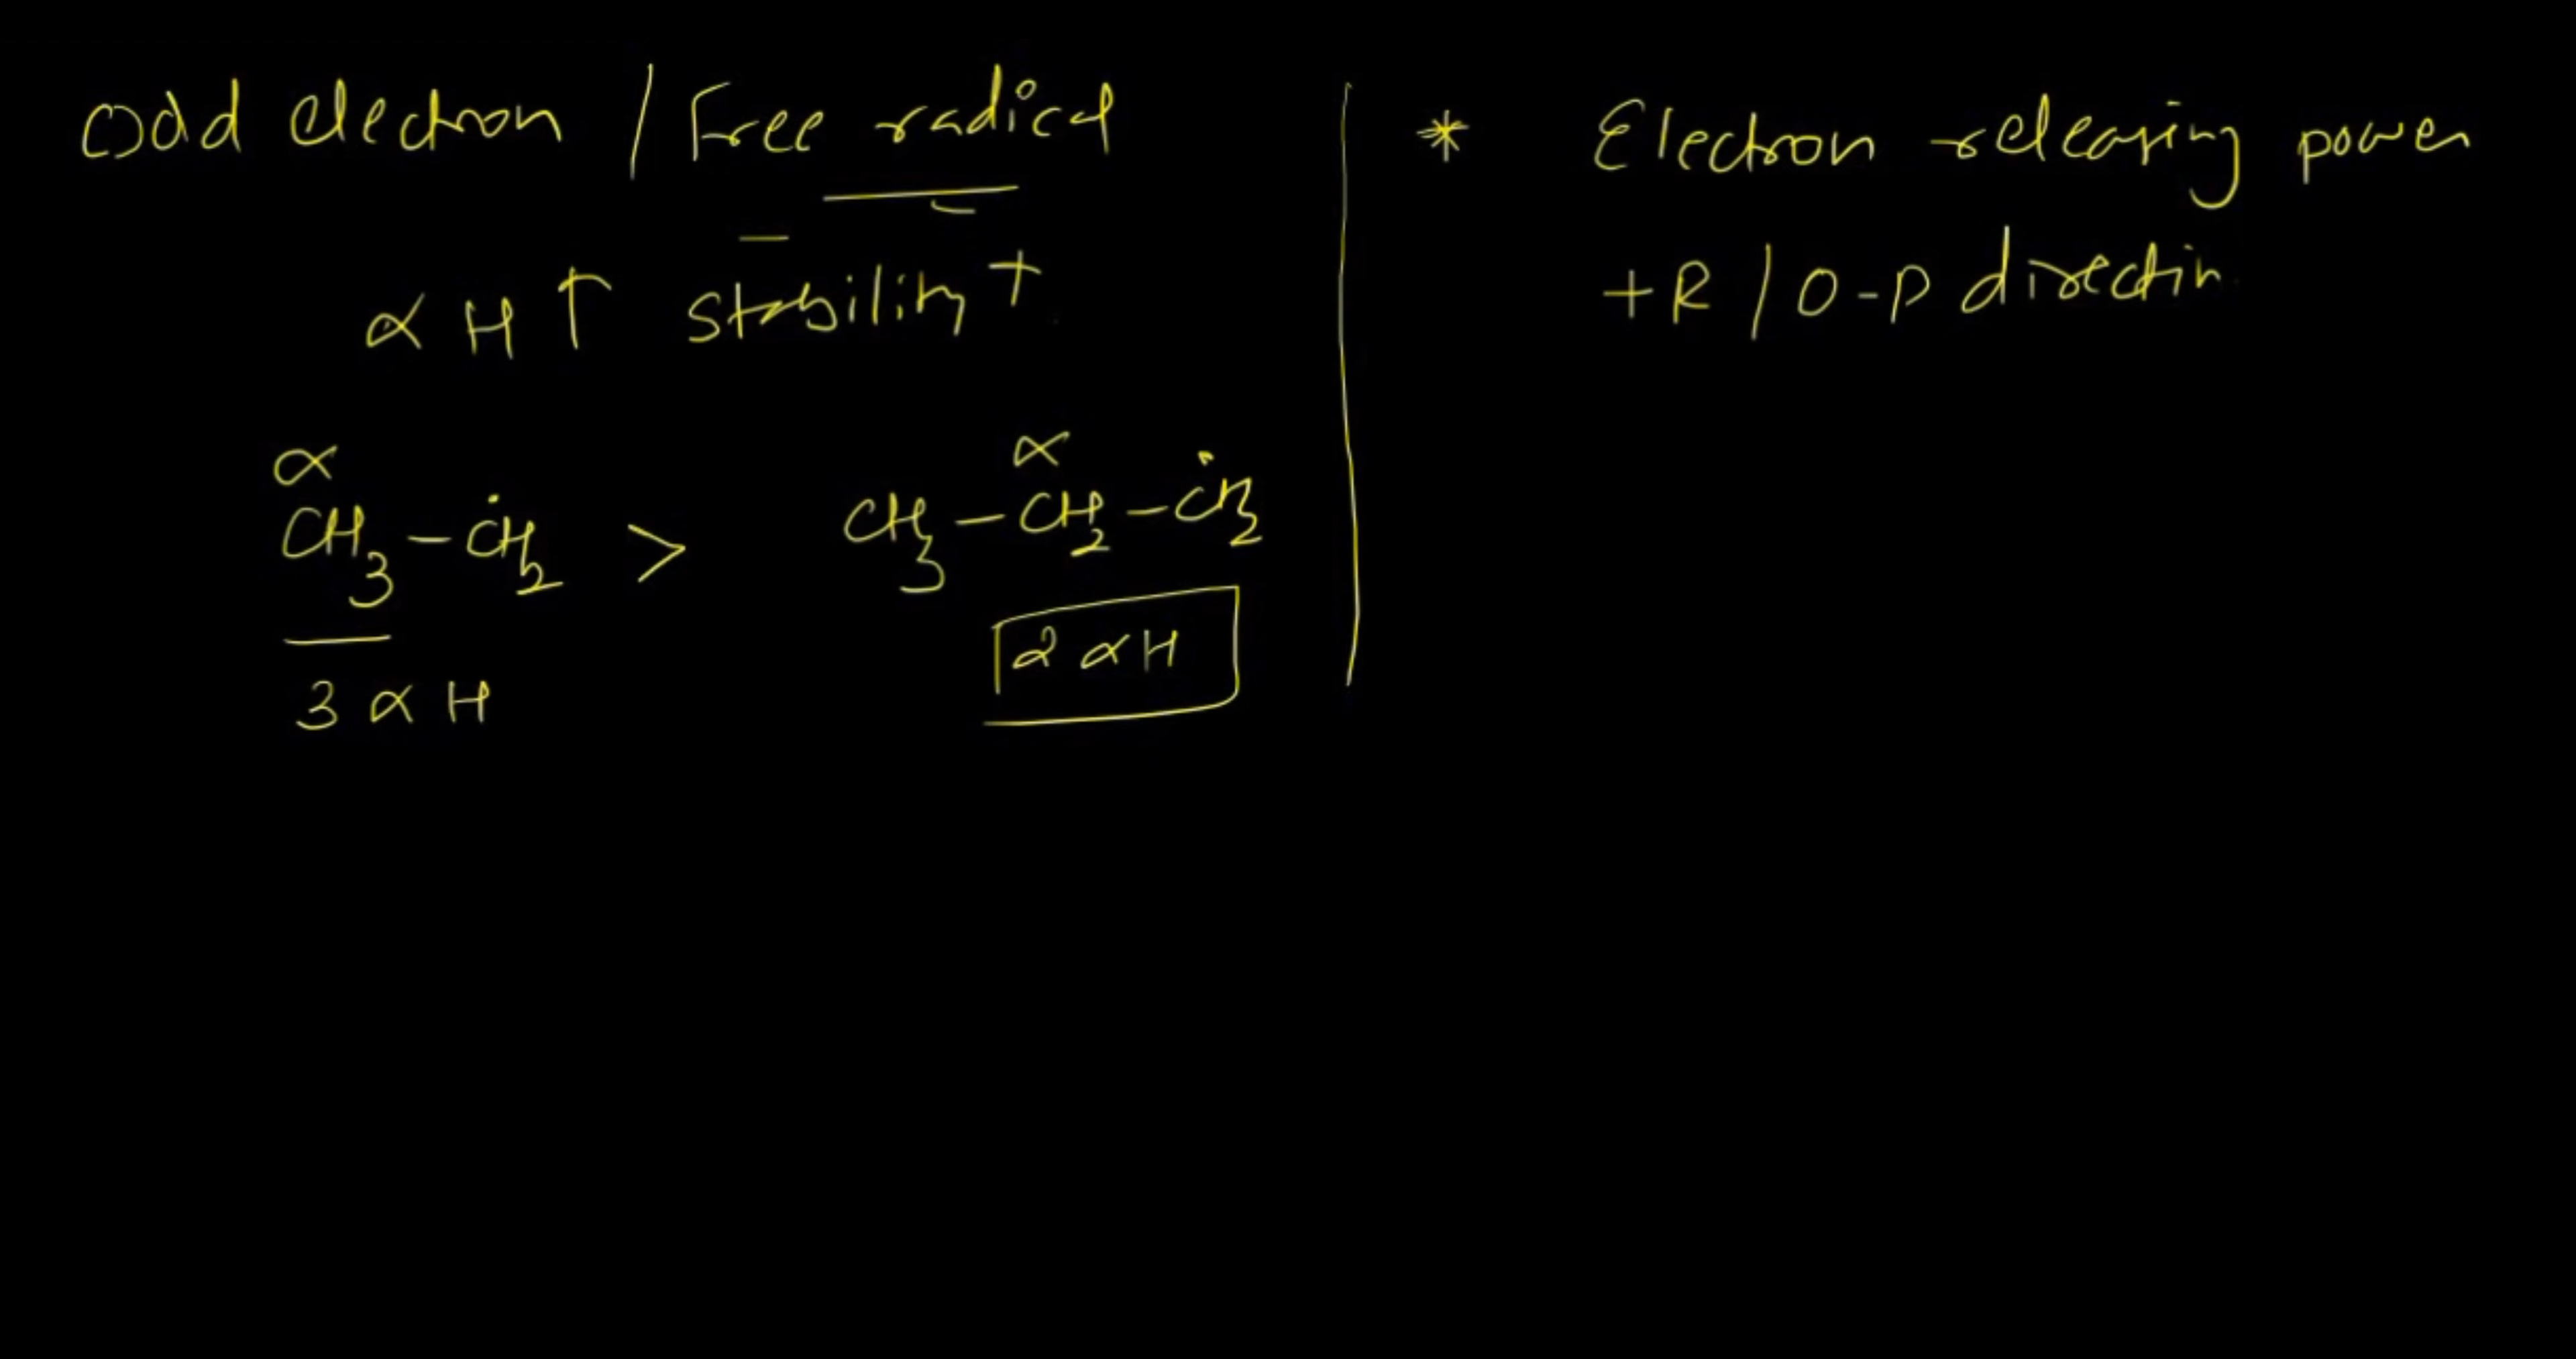 Odd electron / Free radical
α H ↑ stability ↑
α
CH3 - ĊH2 > CH3 - CH2 - ĊH2
α
3 α H
2 α H
* Electron releasing power
+R / O-P directin